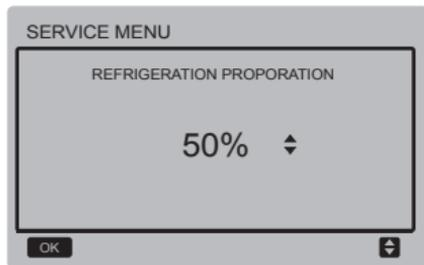 SERVICE MENU
REFRIGERATION PROPORATION
50%
OK